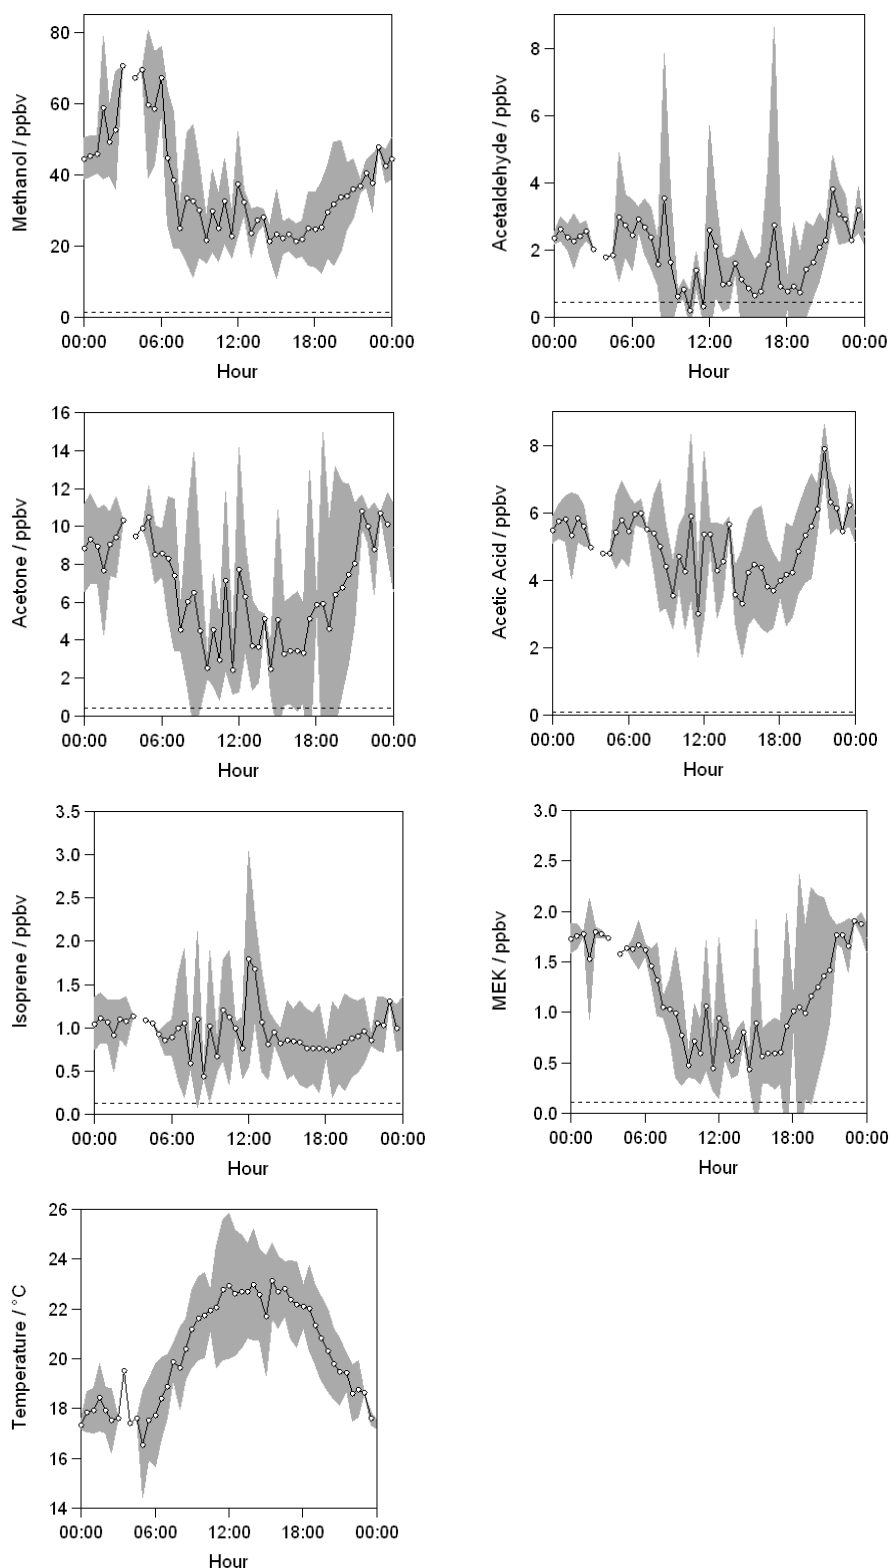 Methanol / ppbv
80
60
40
20
0
00:00 06:00 12:00 18:00 00:00
Hour
Acetaldehyde / ppbv
8
6
4
2
0
00:00 06:00 12:00 18:00 00:00
Hour
Acetone / ppbv
16
14
12
10
8
6
4
2
0
00:00 06:00 12:00 18:00 00:00
Hour
Acetic Acid / ppbv
8
6
4
2
0
00:00 06:00 12:00 18:00 00:00
Hour
Isoprene / ppbv
3.5
3.0
2.5
2.0
1.5
1.0
0.5
0.0
00:00 06:00 12:00 18:00 00:00
Hour
MEK / ppbv
3.0
2.5
2.0
1.5
1.0
0.5
0.0
00:00 06:00 12:00 18:00 00:00
Hour
Temperature / °C
26
24
22
20
18
16
14
00:00 06:00 12:00 18:00 00:00
Hour